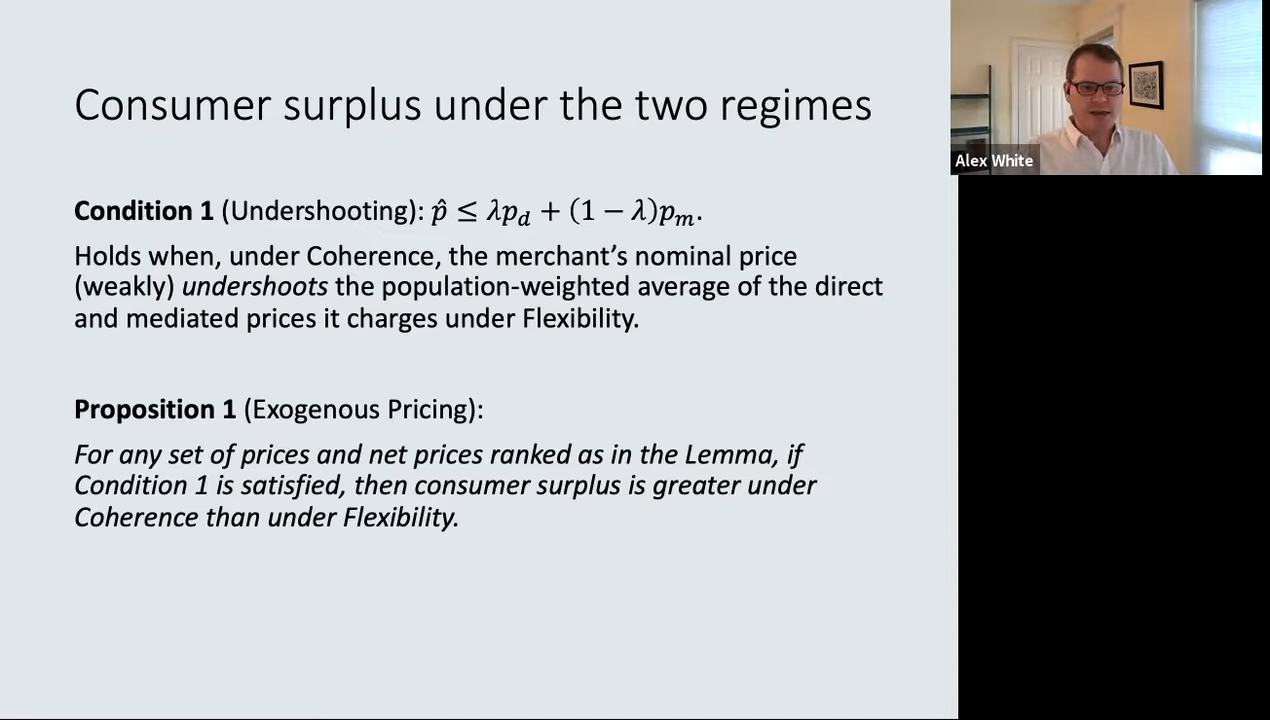 Consumer surplus under the two regimes
Alex White
Condition 1 (Undershooting): p̂ ≤ λp_d + (1 − λ)p_m.
Holds when, under Coherence, the merchant's nominal price
(weakly) undershoots the population-weighted average of the direct
and mediated prices it charges under Flexibility.
Proposition 1 (Exogenous Pricing):
For any set of prices and net prices ranked as in the Lemma, if
Condition 1 is satisfied, then consumer surplus is greater under
Coherence than under Flexibility.